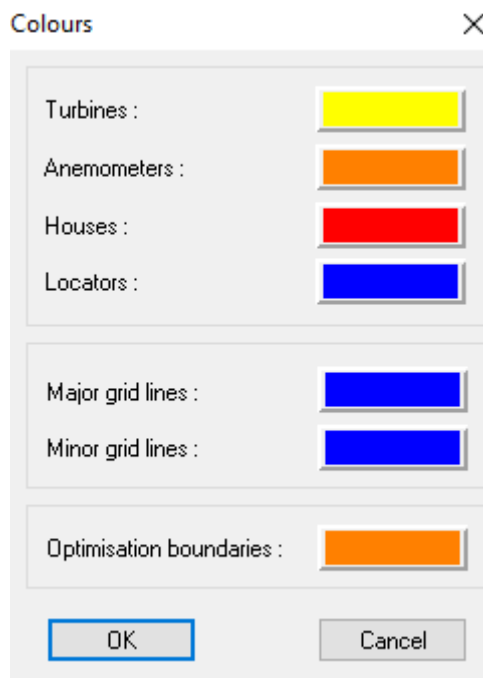 Colours
Turbines :
Anemometers :
Houses :
Locators :
Major grid lines :
Minor grid lines :
Optimisation boundaries :
OK
Cancel